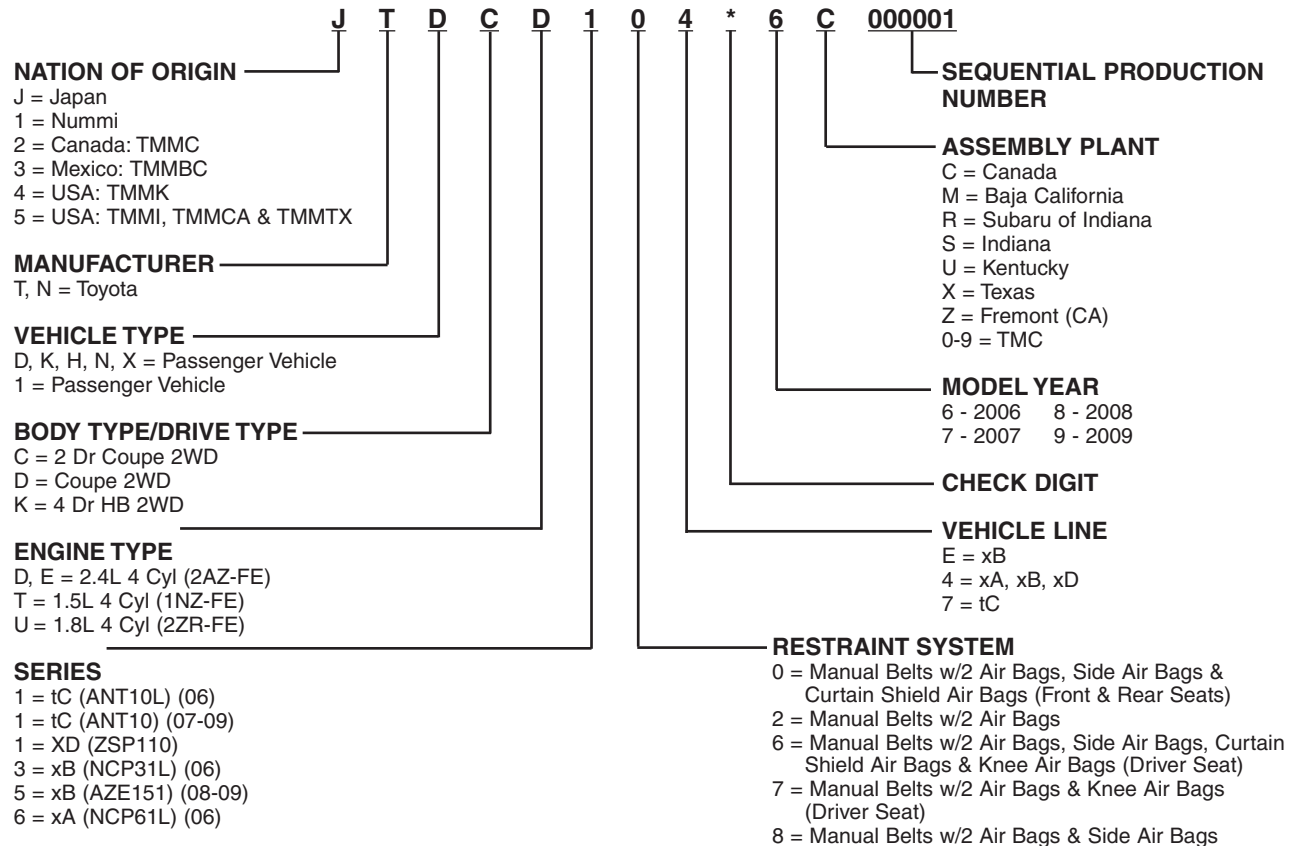 J T D C D 1 0 4 * 6 C 000001
NATION OF ORIGIN
J = Japan
1 = Nummi
2 = Canada: TMMC
3 = Mexico: TMMBC
4 = USA: TMMK
5 = USA: TMMI, TMMCA & TMMTX
MANUFACTURER
T, N = Toyota
VEHICLE TYPE
D, K, H, N, X = Passenger Vehicle
1 = Passenger Vehicle
BODY TYPE/DRIVE TYPE
C = 2 Dr Coupe 2WD
D = Coupe 2WD
K = 4 Dr HB 2WD
ENGINE TYPE
D, E = 2.4L 4 Cyl (2AZ-FE)
T = 1.5L 4 Cyl (1NZ-FE)
U = 1.8L 4 Cyl (2ZR-FE)
SERIES
1 = tC (ANT10L) (06)
1 = tC (ANT10) (07-09)
1 = XD (ZSP110)
3 = xB (NCP31L) (06)
5 = xB (AZE151) (08-09)
6 = xA (NCP61L) (06)
SEQUENTIAL PRODUCTION
NUMBER
ASSEMBLY PLANT
C = Canada
M = Baja California
R = Subaru of Indiana
S = Indiana
U = Kentucky
X = Texas
Z = Fremont (CA)
0-9 = TMC
MODEL YEAR
6 - 2006 8 - 2008
7 - 2007 9 - 2009
CHECK DIGIT
VEHICLE LINE
E = xB
4 = xA, xB, xD
7 = tC
RESTRAINT SYSTEM
0 = Manual Belts w/2 Air Bags, Side Air Bags &
Curtain Shield Air Bags (Front & Rear Seats)
2 = Manual Belts w/2 Air Bags
6 = Manual Belts w/2 Air Bags, Side Air Bags, Curtain
Shield Air Bags & Knee Air Bags (Driver Seat)
7 = Manual Belts w/2 Air Bags & Knee Air Bags
(Driver Seat)
8 = Manual Belts w/2 Air Bags & Side Air Bags